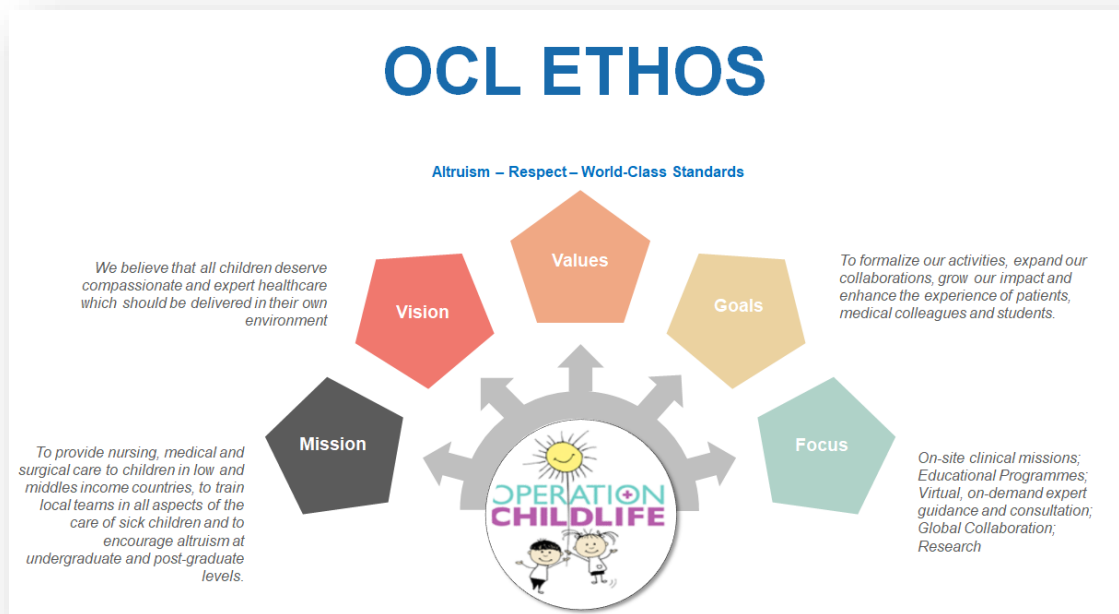 OCL ETHOS
Altruism – Respect – World-Class Standards
Values
We believe that all children deserve
compassionate and expert healthcare
which should be delivered in their own
environment
Vision
Goals
To formalize our activities, expand our
collaborations, grow our impact and
enhance the experience of patients,
medical colleagues and students.
Mission
To provide nursing, medical and
surgical care to children in low and
middles income countries, to train
local teams in all aspects of the
care of sick children and to
encourage altruism at
undergraduate and post-graduate
levels.
Focus
On-site clinical missions;
Educational Programmes;
Virtual, on-demand expert
guidance and consultation;
Global Collaboration;
Research
OPERATION
CHILDLIFE